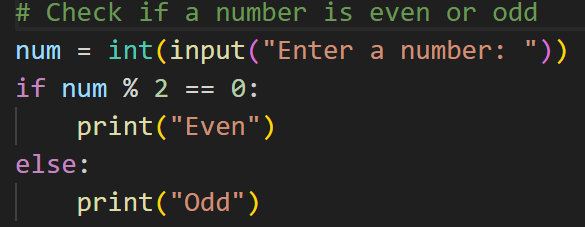 # Check if a number is even or odd
num = int(input("Enter a number: "))
if num % 2 == 0:
    print("Even")
else:
    print("Odd")